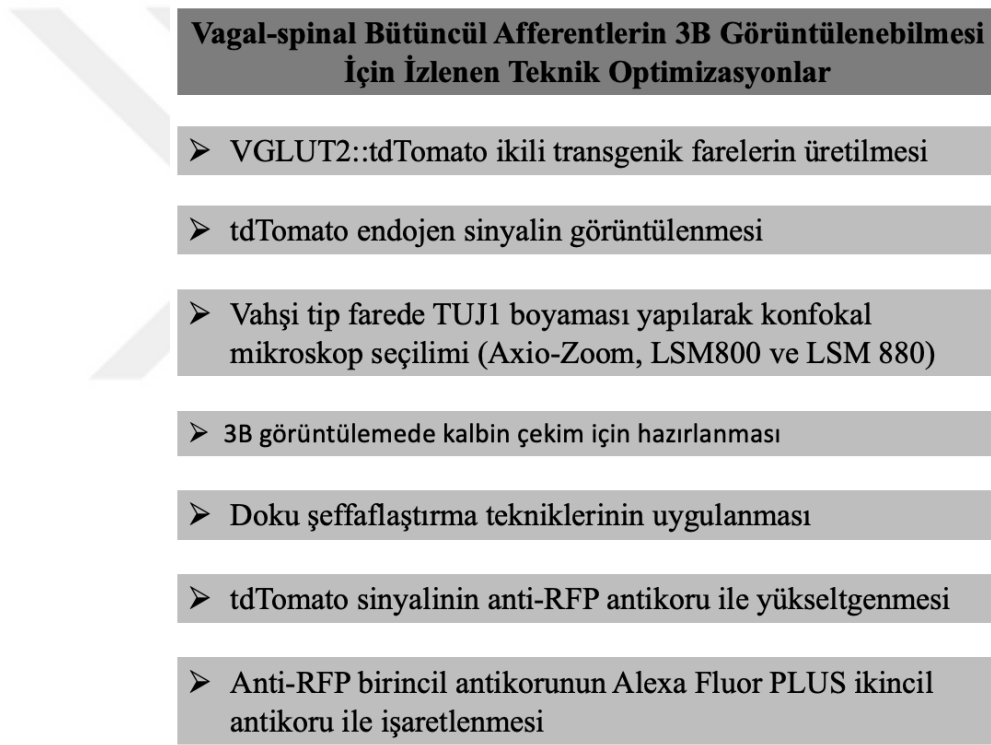 Vagal-spinal Bütüncül Afferentlerin 3B Görüntülenebilmesi
İçin İzlenen Teknik Optimizasyonlar
➤ VGLUT2::tdTomato ikili transgenik farelerin üretilmesi
➤ tdTomato endojen sinyalin görüntülenmesi
➤ Vahşi tip farede TUJ1 boyaması yapılarak konfokal
mikroskop seçilimi (Axio-Zoom, LSM800 ve LSM 880)
➤ 3B görüntülemede kalbin çekim için hazırlanması
➤ Doku şeffaflaştırma tekniklerinin uygulanması
➤ tdTomato sinyalinin anti-RFP antikoru ile yükseltgenmesi
➤ Anti-RFP birincil antikorunun Alexa Fluor PLUS ikincil
antikoru ile işaretlenmesi